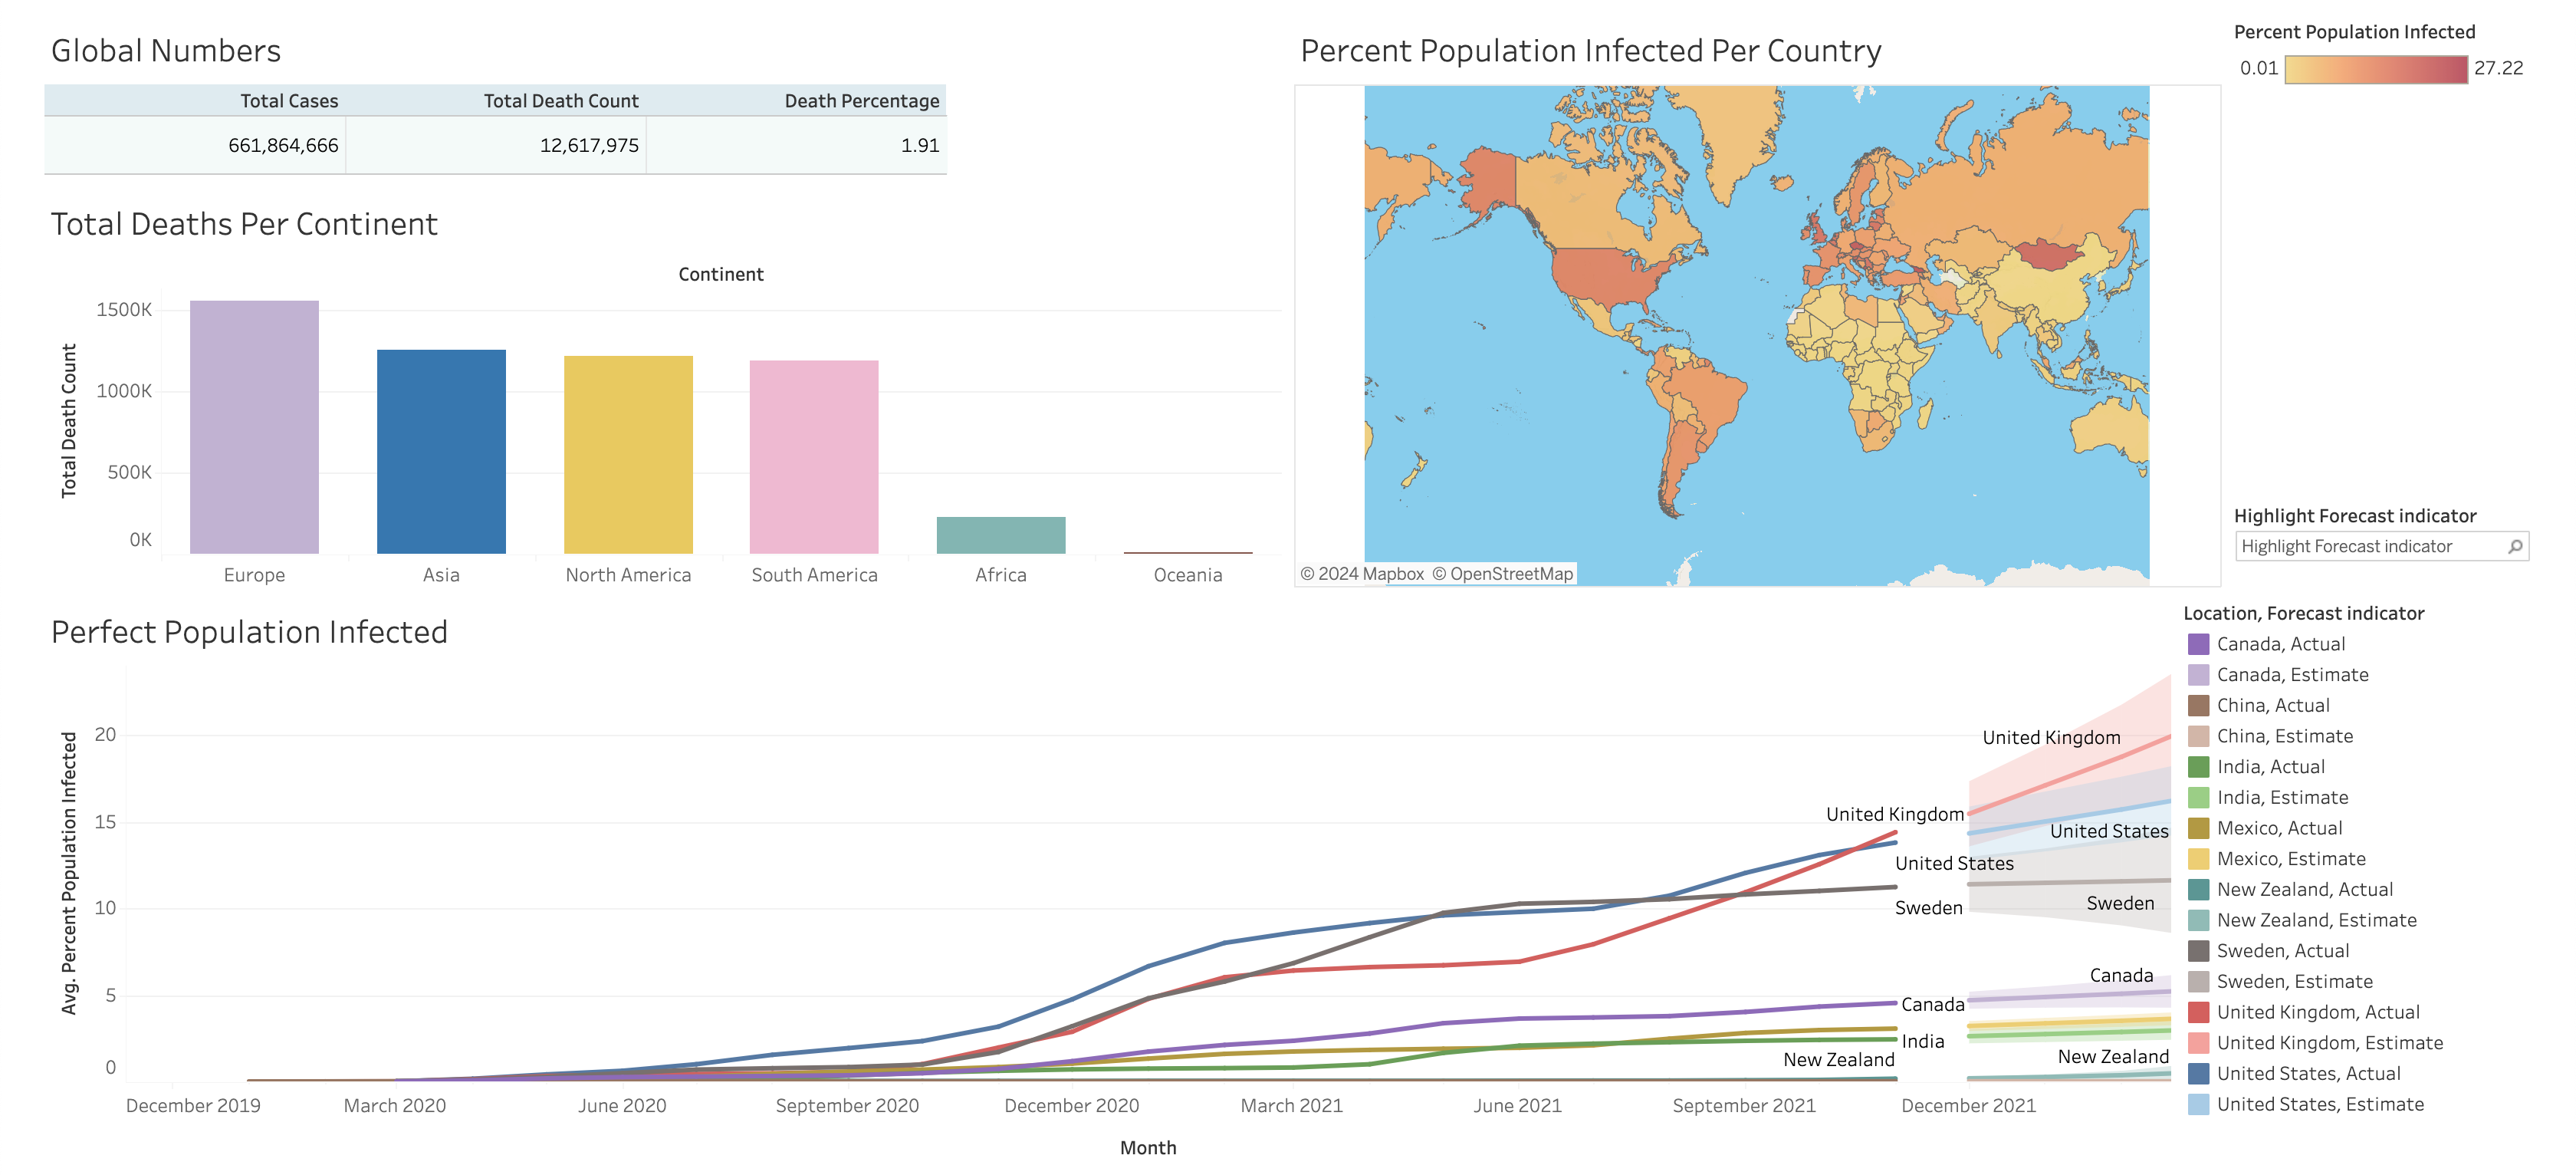 Global Numbers
Total Cases Total Death Count Death Percentage
661,864,666 12,617,975 1.91
Total Deaths Per Continent
Continent
Total Death Count
1500K
1000K
500K
0K
Europe Asia North America South America Africa Oceania
Percent Population Infected Per Country
© 2024 Mapbox © OpenStreetMap
Percent Population Infected
0.01 27.22
Highlight Forecast indicator
Highlight Forecast indicator
Perfect Population Infected
Avg. Percent Population Infected
20
15
10
5
0
United Kingdom
United Kingdom
United States
United States
Sweden
Sweden
Canada
Canada
India
New Zealand
New Zealand
December 2019 March 2020 June 2020 September 2020 December 2020 March 2021 June 2021 September 2021 December 2021
Month
Location, Forecast indicator
Canada, Actual
Canada, Estimate
China, Actual
China, Estimate
India, Actual
India, Estimate
Mexico, Actual
Mexico, Estimate
New Zealand, Actual
New Zealand, Estimate
Sweden, Actual
Sweden, Estimate
United Kingdom, Actual
United Kingdom, Estimate
United States, Actual
United States, Estimate